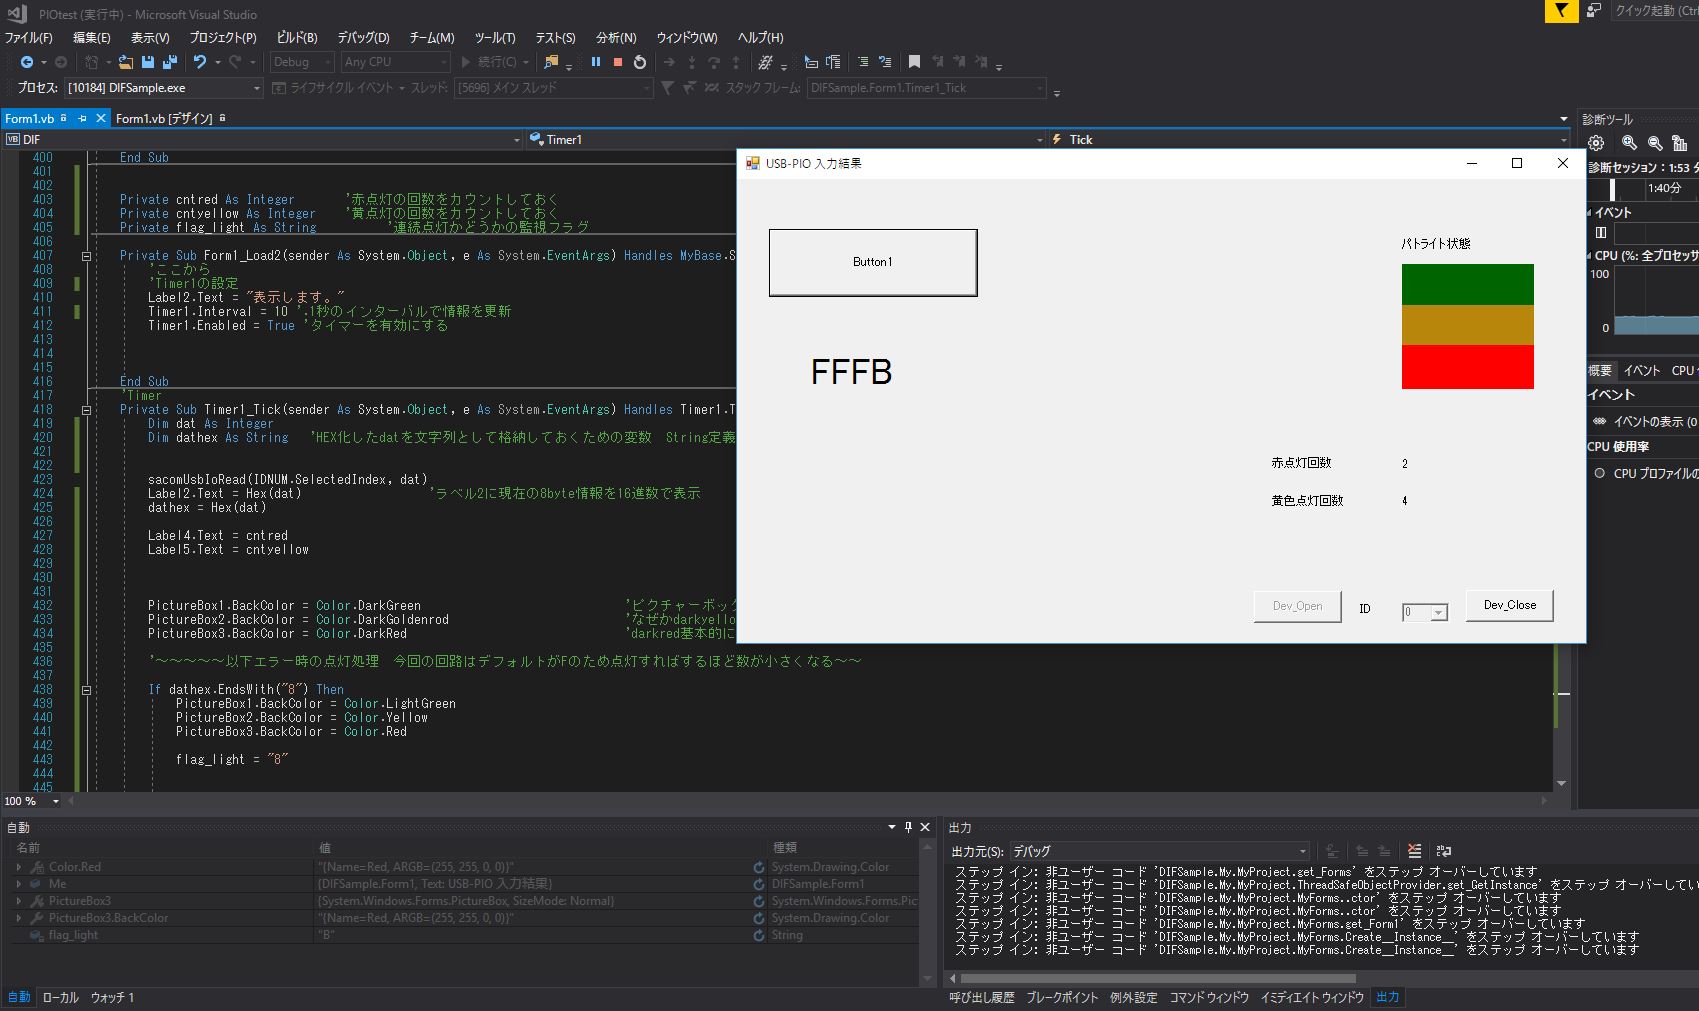 PIOtest (実行中) - Microsoft Visual Studio
クイック起動 (Ctrl
ファイル(F) 編集(E) 表示(V) プロジェクト(P) ビルド(B) デバッグ(D) チーム(M) ツール(T) テスト(S) 分析(N) ウィンドウ(W) ヘルプ(H)
Debug Any CPU 続行(C)
プロセス: [10184] DIFSample.exe ライフサイクル イベント スレッド: [5696] メイン スレッド スタック フレーム: DIFSample.Form1.Timer1_Tick
Form1.vb Form1.vb [デザイン]
VB DIF Timer1 Tick
400 End Sub
401
402
403 Private cntred As Integer '赤点灯の回数をカウントしておく
404 Private cntyellow As Integer '黄点灯の回数をカウントしておく
405 Private flag_light As String '連続点灯かどうかの監視フラグ
406
407 Private Sub Form1_Load2(sender As System.Object, e As System.EventArgs) Handles MyBase.S
408 'ここから
409 'Timer1の設定
410 Label2.Text = "表示します。"
411 Timer1.Interval = 10 '.1秒のインターバルで情報を更新
412 Timer1.Enabled = True 'タイマーを有効にする
413
414
415
416 End Sub
417 'Timer
418 Private Sub Timer1_Tick(sender As System.Object, e As System.EventArgs) Handles Timer1.T
419 Dim dat As Integer
420 Dim dathex As String 'HEX化したdatを文字列として格納しておくための変数 String定義
421
422
423 sacomUsbIoRead(IDNUM.SelectedIndex, dat)
424 Label2.Text = Hex(dat) 'ラベル2に現在の8byte情報を16進数で表示
425 dathex = Hex(dat)
426
427 Label4.Text = cntred
428 Label5.Text = cntyellow
429
430
431
432 PictureBox1.BackColor = Color.DarkGreen 'ピクチャーボック
433 PictureBox2.BackColor = Color.DarkGoldenrod 'なぜかdarkyello
434 PictureBox3.BackColor = Color.DarkRed 'darkred基本的に
435
436 '～～～～～以下エラー時の点灯処理 今回の回路はデフォルトがFのため点灯すればするほど数が小さくなる～～
437
438 If dathex.EndsWith("8") Then
439 PictureBox1.BackColor = Color.LightGreen
440 PictureBox2.BackColor = Color.Yellow
441 PictureBox3.BackColor = Color.Red
442
443 flag_light = "8"
444
445
100 %
USB-PIO 入力結果
Button1
FFFB
パトライト状態
赤点灯回数 2
黄色点灯回数 4
Dev_Open ID 0 Dev_Close
診断ツール
診断セッション: 1:53 分
1:40分
イベント
CPU (%: 全プロセッサ
100
0
概要 イベント CPU
イベント
イベントの表示 (0
CPU 使用率
CPU プロファイルの
自動
名前 値 種類
Color.Red "{Name=Red, ARGB=(255, 255, 0, 0)}" System.Drawing.Color
Me {DIFSample.Form1, Text: USB-PIO 入力結果} DIFSample.Form1
PictureBox3 {System.Windows.Forms.PictureBox, SizeMode: Normal} System.Windows.Forms.Pic
PictureBox3.BackColor "{Name=Red, ARGB=(255, 255, 0, 0)}" System.Drawing.Color
flag_light "B" String
自動 ローカル ウォッチ 1
出力
出力元(S): デバッグ
ステップ イン: 非ユーザー コード 'DIFSample.My.MyProject.get_Forms' をステップ オーバーしています
ステップ イン: 非ユーザー コード 'DIFSample.My.MyProject.ThreadSafeObjectProvider.get_GetInstance' をステップ オーバーしてい
ステップ イン: 非ユーザー コード 'DIFSample.My.MyProject.MyForms..ctor' をステップ オーバーしています
ステップ イン: 非ユーザー コード 'DIFSample.My.MyProject.MyForms..ctor' をステップ オーバーしています
ステップ イン: 非ユーザー コード 'DIFSample.My.MyProject.MyForms.get_Form1' をステップ オーバーしています
ステップ イン: 非ユーザー コード 'DIFSample.My.MyProject.MyForms.Create__Instance__' をステップ オーバーしています
ステップ イン: 非ユーザー コード 'DIFSample.My.MyProject.MyForms.Create__Instance__' をステップ オーバーしています
呼び出し履歴 ブレークポイント 例外設定 コマンド ウィンドウ イミディエイト ウィンドウ 出力